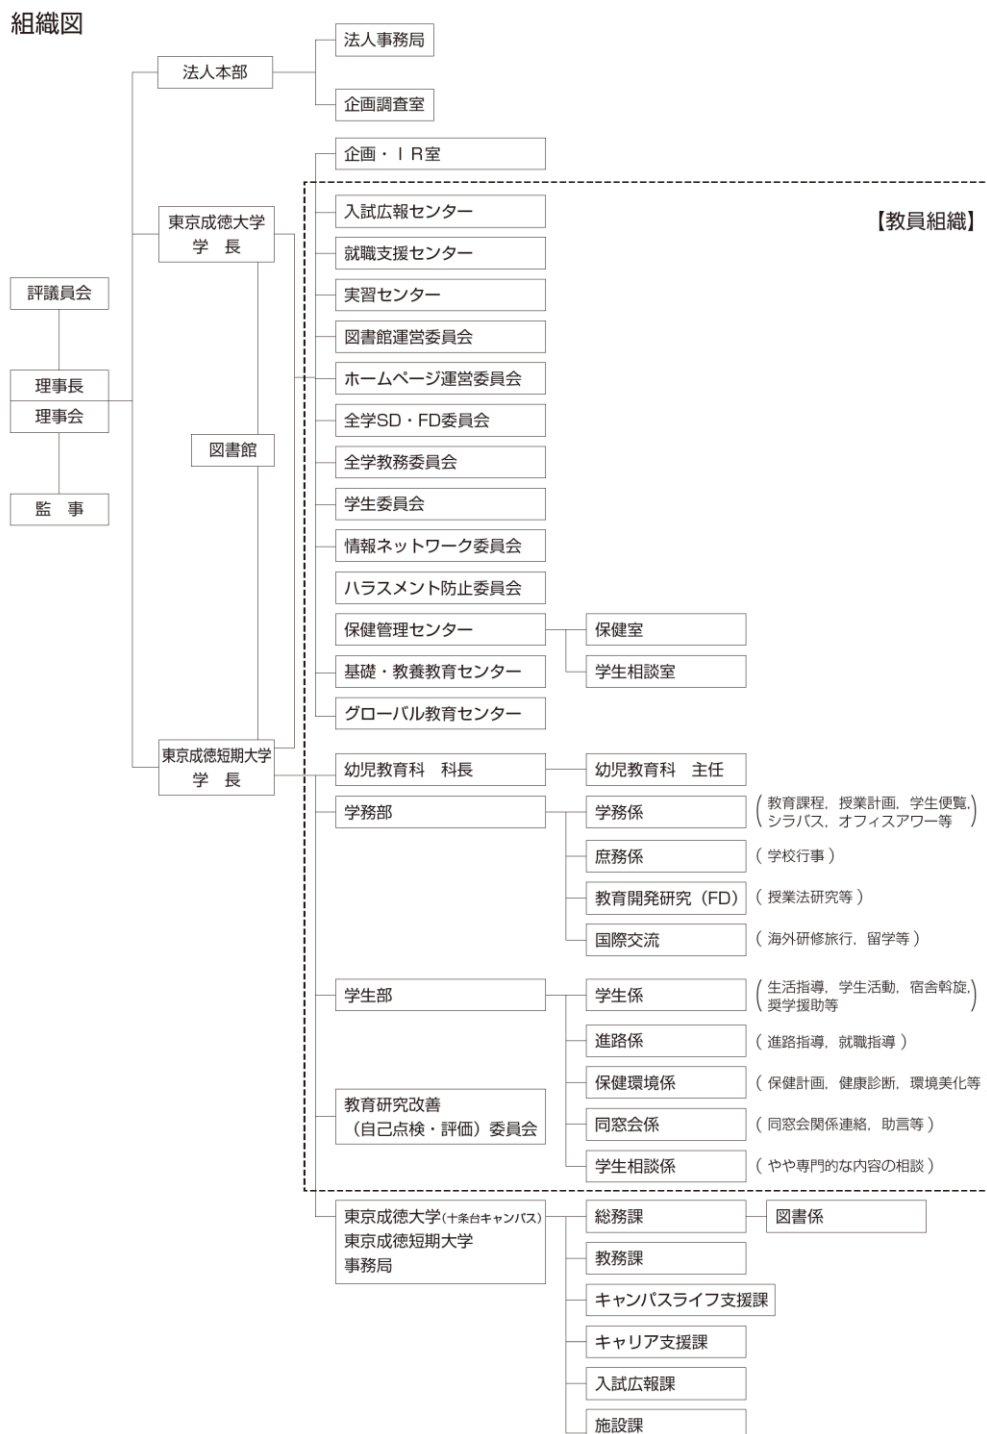 組織図
法人事務局
法人本部
企画調査室
企画・ＩＲ室
【教員組織】
入試広報センター
東京成徳大学
学　長
就職支援センター
実習センター
評議員会
図書館運営委員会
理事長
ホームページ運営委員会
理事会
全学SD・FD委員会
図書館
全学教務委員会
監　事
学生委員会
情報ネットワーク委員会
ハラスメント防止委員会
保健管理センター
保健室
基礎・教養教育センター
学生相談室
グローバル教育センター
東京成徳短期大学
学　長
幼児教育科　科長
幼児教育科　主任
学務部
学務係
（教育課程，授業計画，学生便覧，
シラバス，オフィスアワー等）
庶務係
（学校行事）
教育開発研究（FD）
（授業法研究等）
国際交流
（海外研修旅行，留学等）
学生部
学生係
（生活指導，学生活動，宿舎斡旋，
奨学援助等）
進路係
（進路指導，就職指導）
保健環境係
（保健計画，健康診断，環境美化等
教育研究改善
（自己点検・評価）委員会
同窓会係
（同窓会関係連絡，助言等）
学生相談係
（やや専門的な内容の相談）
東京成徳大学(十条台キャンパス)
東京成徳短期大学
事務局
総務課
図書係
教務課
キャンパスライフ支援課
キャリア支援課
入試広報課
施設課